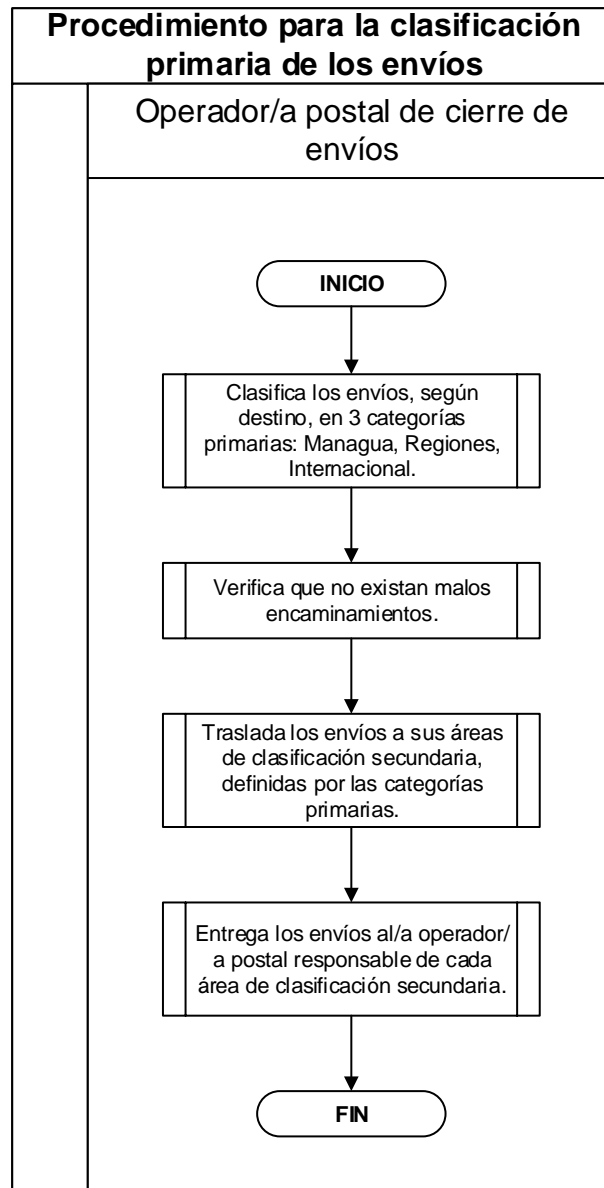 Procedimiento para la clasificación
primaria de los envíos
Operador/a postal de cierre de
envíos
INICIO
Clasifica los envíos, según
destino, en 3 categorías
primarias: Managua, Regiones,
Internacional.
Verifica que no existan malos
encaminamientos.
Traslada los envíos a sus áreas
de clasificación secundaria,
definidas por las categorías
primarias.
Entrega los envíos al/a operador/
a postal responsable de cada
área de clasificación secundaria.
FIN